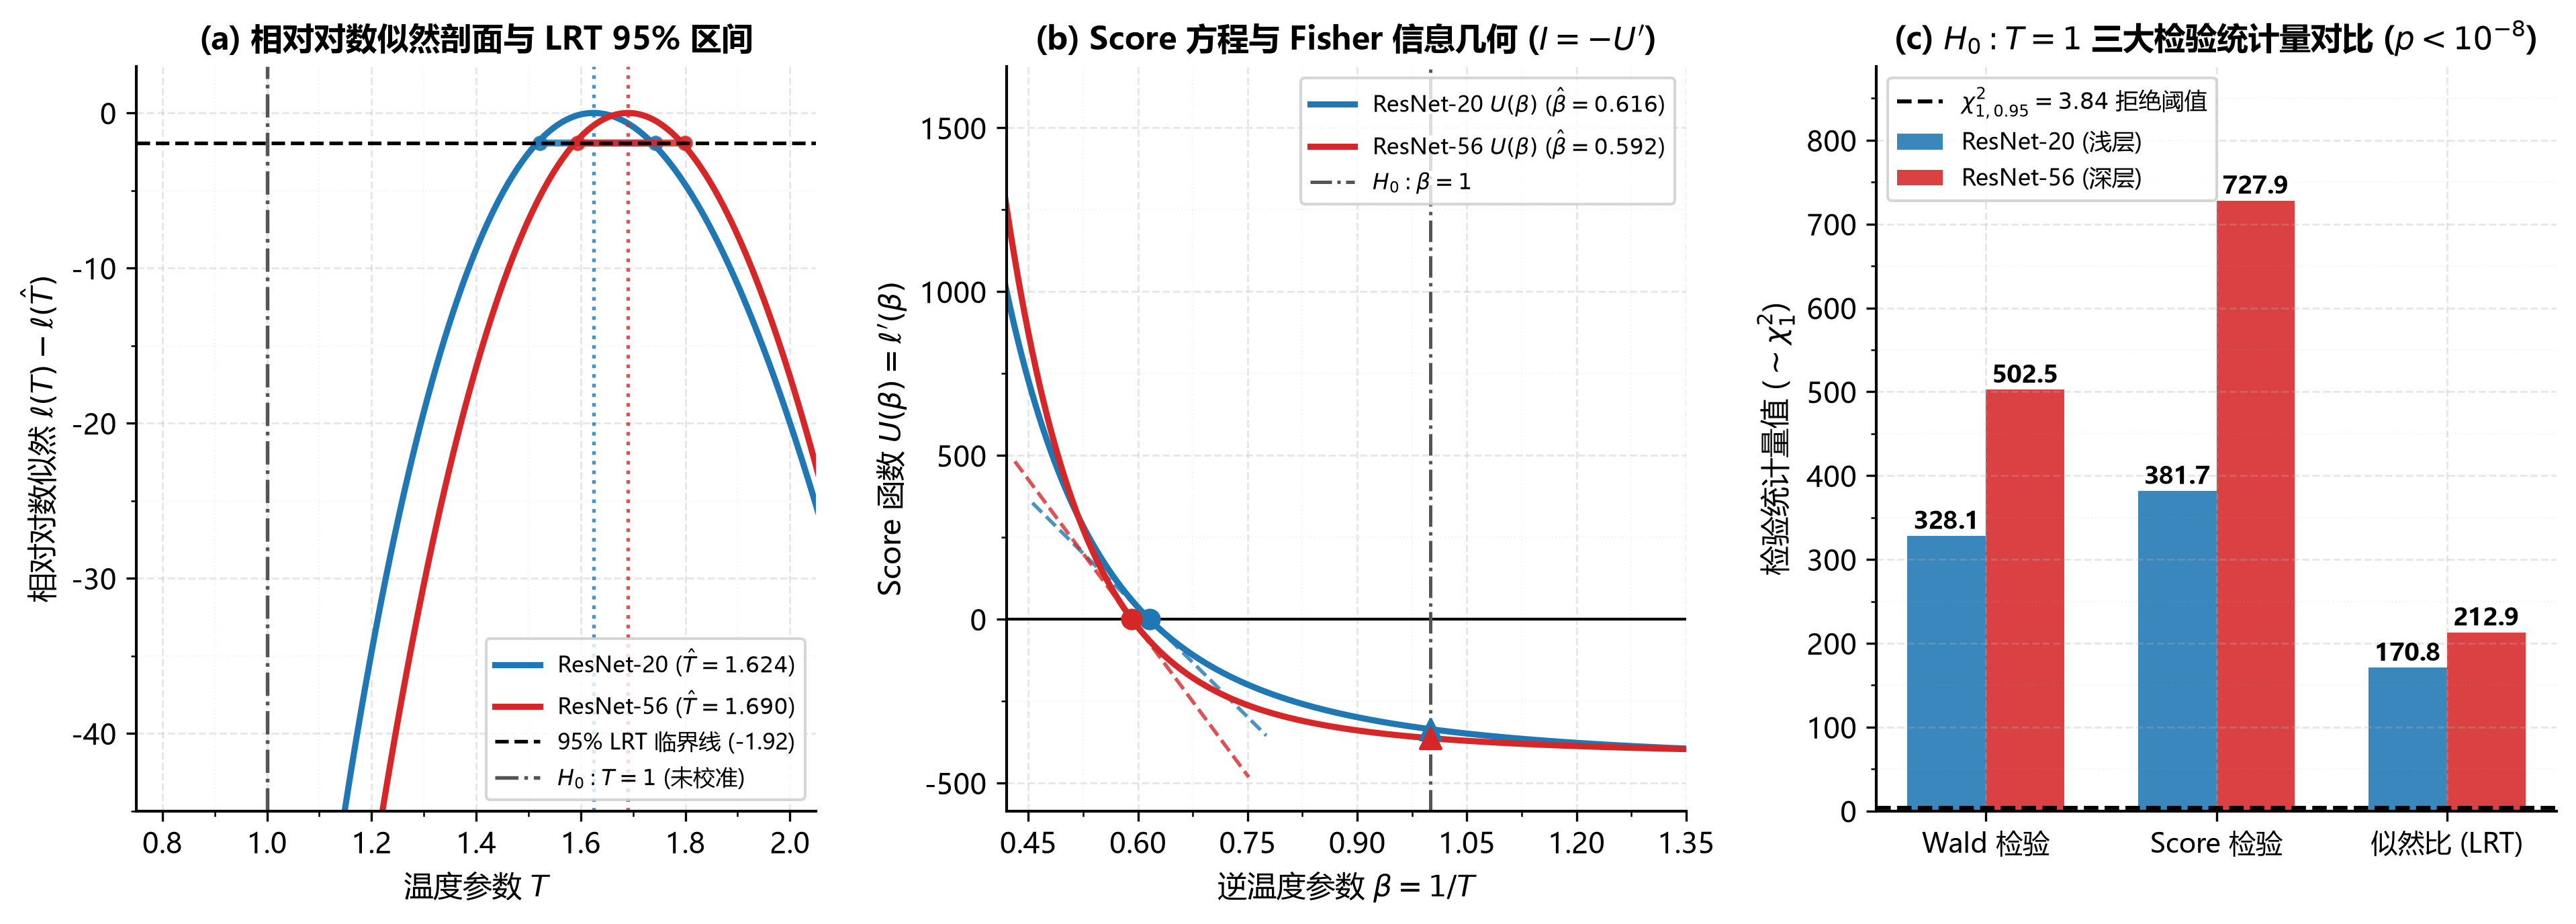 (a) 相对对数似然剖面与 LRT 95% 区间
0
-10
-20
-30
-40
相对对数似然 ℓ(T) − ℓ(T̂)
ResNet-20 (T̂ = 1.624)
ResNet-56 (T̂ = 1.690)
95% LRT 临界线 (-1.92)
H₀ : T = 1 (未校准)
0.8 1.0 1.2 1.4 1.6 1.8 2.0
温度参数 T
(b) Score 方程与 Fisher 信息几何 (I = −U′)
1500
1000
500
0
-500
Score 函数 U(β) = ℓ′(β)
ResNet-20 U(β) (β̂ = 0.616)
ResNet-56 U(β) (β̂ = 0.592)
H₀ : β = 1
0.45 0.60 0.75 0.90 1.05 1.20 1.35
逆温度参数 β = 1/T
(c) H₀ : T = 1 三大检验统计量对比 (p < 10⁻⁸)
800
700
600
500
400
300
200
100
0
检验统计量值 ( ∼ χ²₁)
χ²₁,₀.₉₅ = 3.84 拒绝阈值
ResNet-20 (浅层)
ResNet-56 (深层)
328.1
502.5
381.7
727.9
170.8
212.9
Wald 检验 Score 检验 似然比 (LRT)